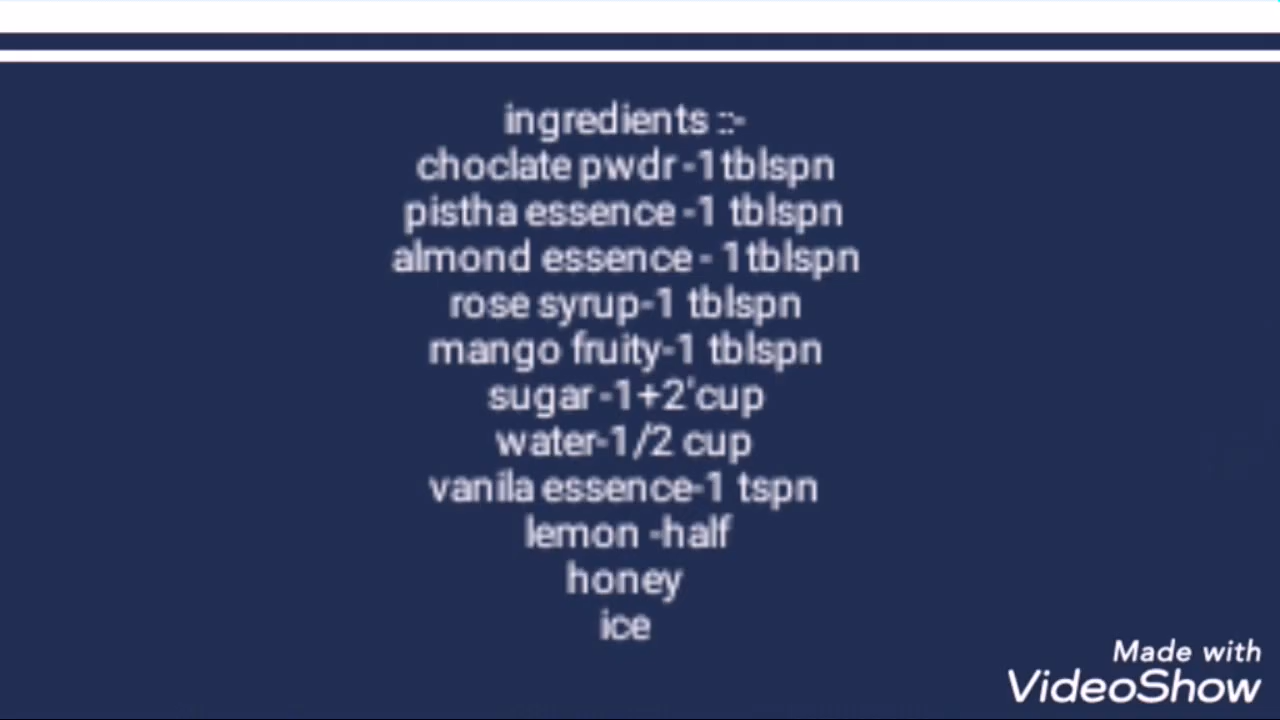 ingredients ::-
choclate pwdr -1tblspn
pistha essence -1 tblspn
almond essence - 1tblspn
rose syrup-1 tblspn
mango fruity-1 tblspn
sugar -1+2'cup
water-1/2 cup
vanila essence-1 tspn
lemon -half
honey
ice
Made with
VideoShow